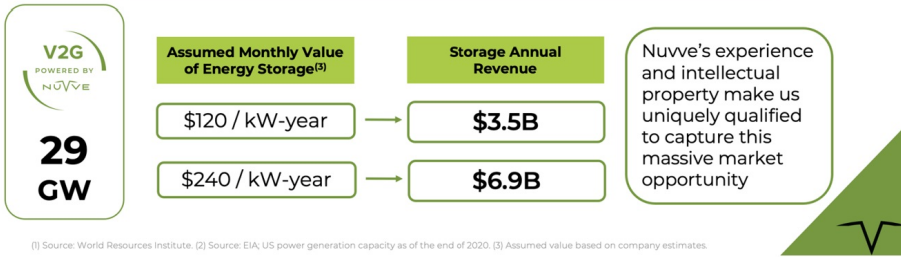 V2G
POWERED BY
NUVVE
29
GW
Assumed Monthly Value
of Energy Storage(3)
$120 / kW-year
$240 / kW-year
Storage Annual
Revenue
$3.5B
$6.9B
Nuvve's experience
and intellectual
property make us
uniquely qualified
to capture this
massive market
opportunity
(1) Source: World Resources Institute. (2) Source: EIA; US power generation capacity as of the end of 2020. (3) Assumed value based on company estimates.